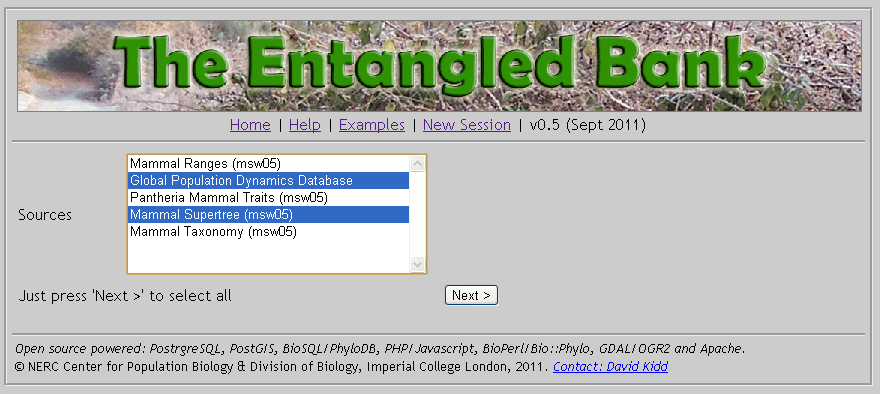 The Entangled Bank
Home | Help | Examples | New Session | v0.5 (Sept 2011)
Sources
Mammal Ranges (msw05)
Global Population Dynamics Database
Pantheria Mammal Traits (msw05)
Mammal Supertree (msw05)
Mammal Taxonomy (msw05)
Just press 'Next >' to select all
Next >
Open source powered: PostrgreSQL, PostGIS, BioSQL/PhyloDB, PHP/Javascript, BioPerl/Bio::Phylo, GDAL/OGR2 and Apache.
© NERC Center for Population Biology & Division of Biology, Imperial College London, 2011. Contact: David Kidd